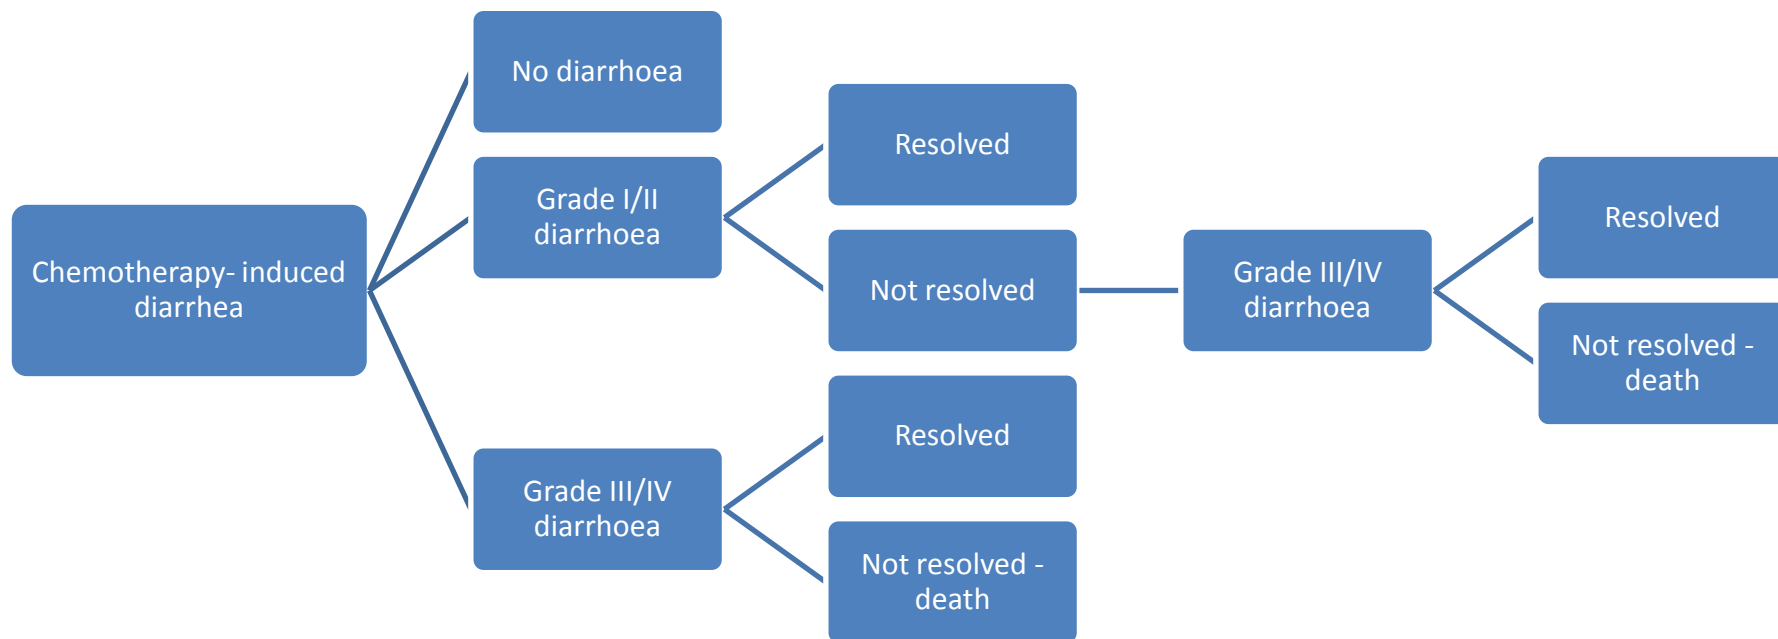 Chemotherapy- induced
diarrhea
No diarrhoea
Grade I/II
diarrhoea
Resolved
Not resolved
Grade III/IV
diarrhoea
Resolved
Not resolved -
death
Grade III/IV
diarrhoea
Resolved
Not resolved -
death